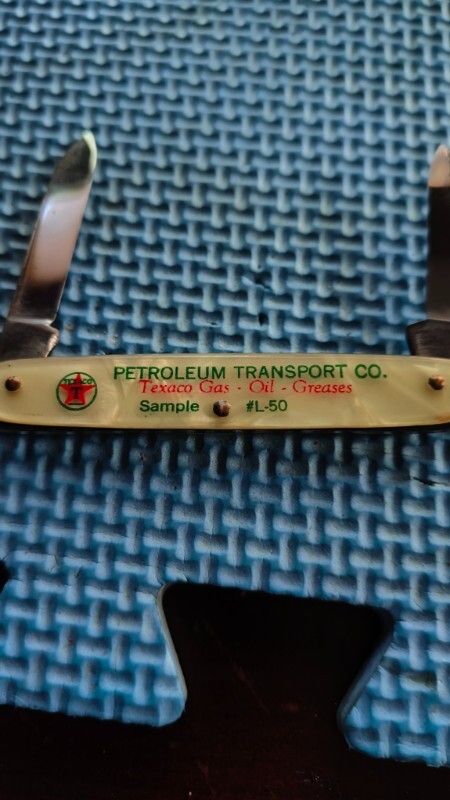 TEXACO
T
PETROLEUM TRANSPORT CO.
Texaco Gas · Oil - Greases
Sample #L-50